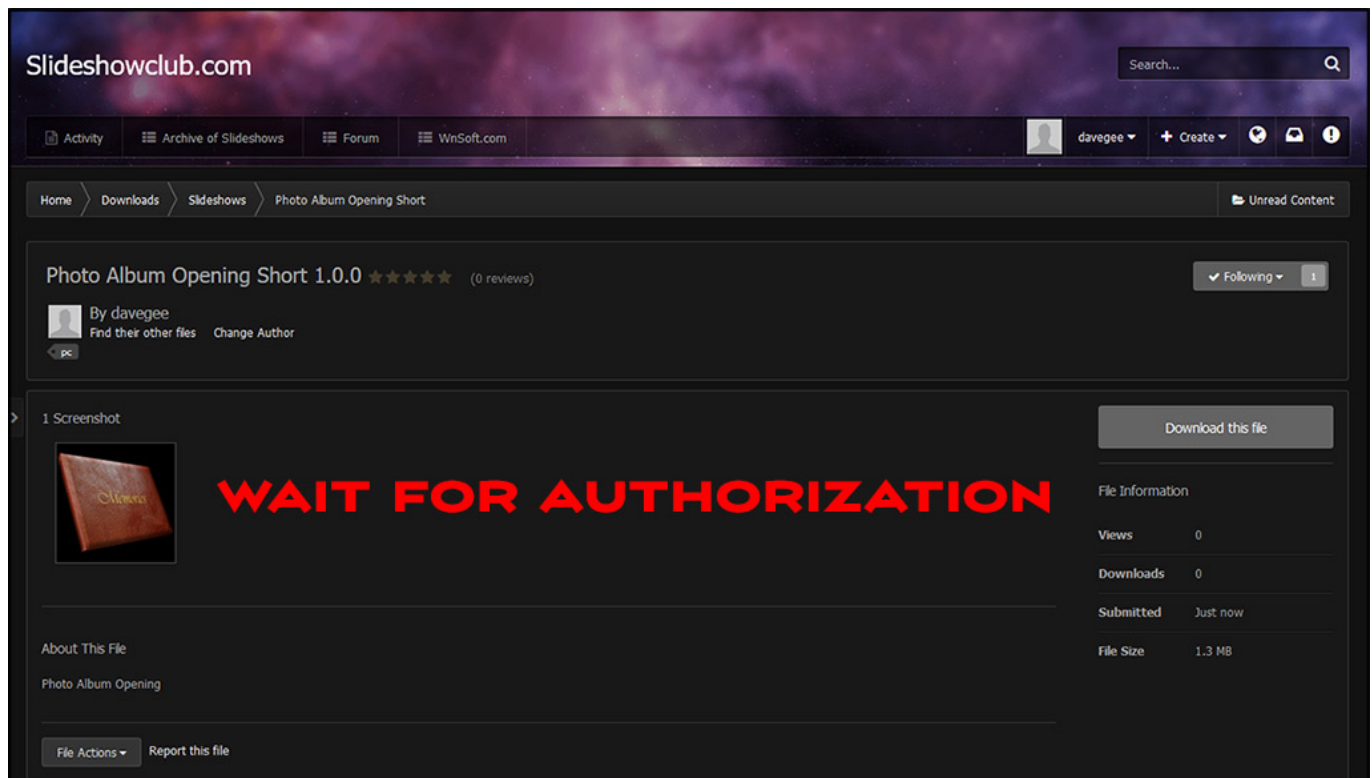 Slideshowclub.com
Search...
Activity
Archive of Slideshows
Forum
WnSoft.com
davegee
+ Create
Home
Downloads
Slideshows
Photo Album Opening Short
Unread Content
Photo Album Opening Short 1.0.0
(0 reviews)
Following
1
By davegee
Find their other files Change Author
pc
1 Screenshot
Memories
WAIT FOR AUTHORIZATION
About This File
Photo Album Opening
File Actions
Report this file
Download this file
File Information
Views 0
Downloads 0
Submitted Just now
File Size 1.3 MB